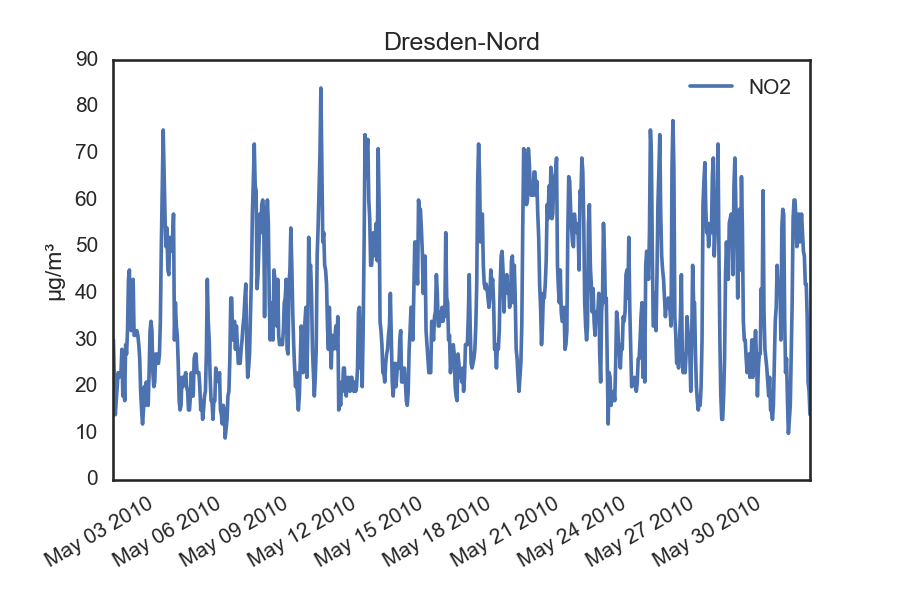 Dresden-Nord
NO2
µg/m³
90
80
70
60
50
40
30
20
10
0
May 03 2010
May 06 2010
May 09 2010
May 12 2010
May 15 2010
May 18 2010
May 21 2010
May 24 2010
May 27 2010
May 30 2010